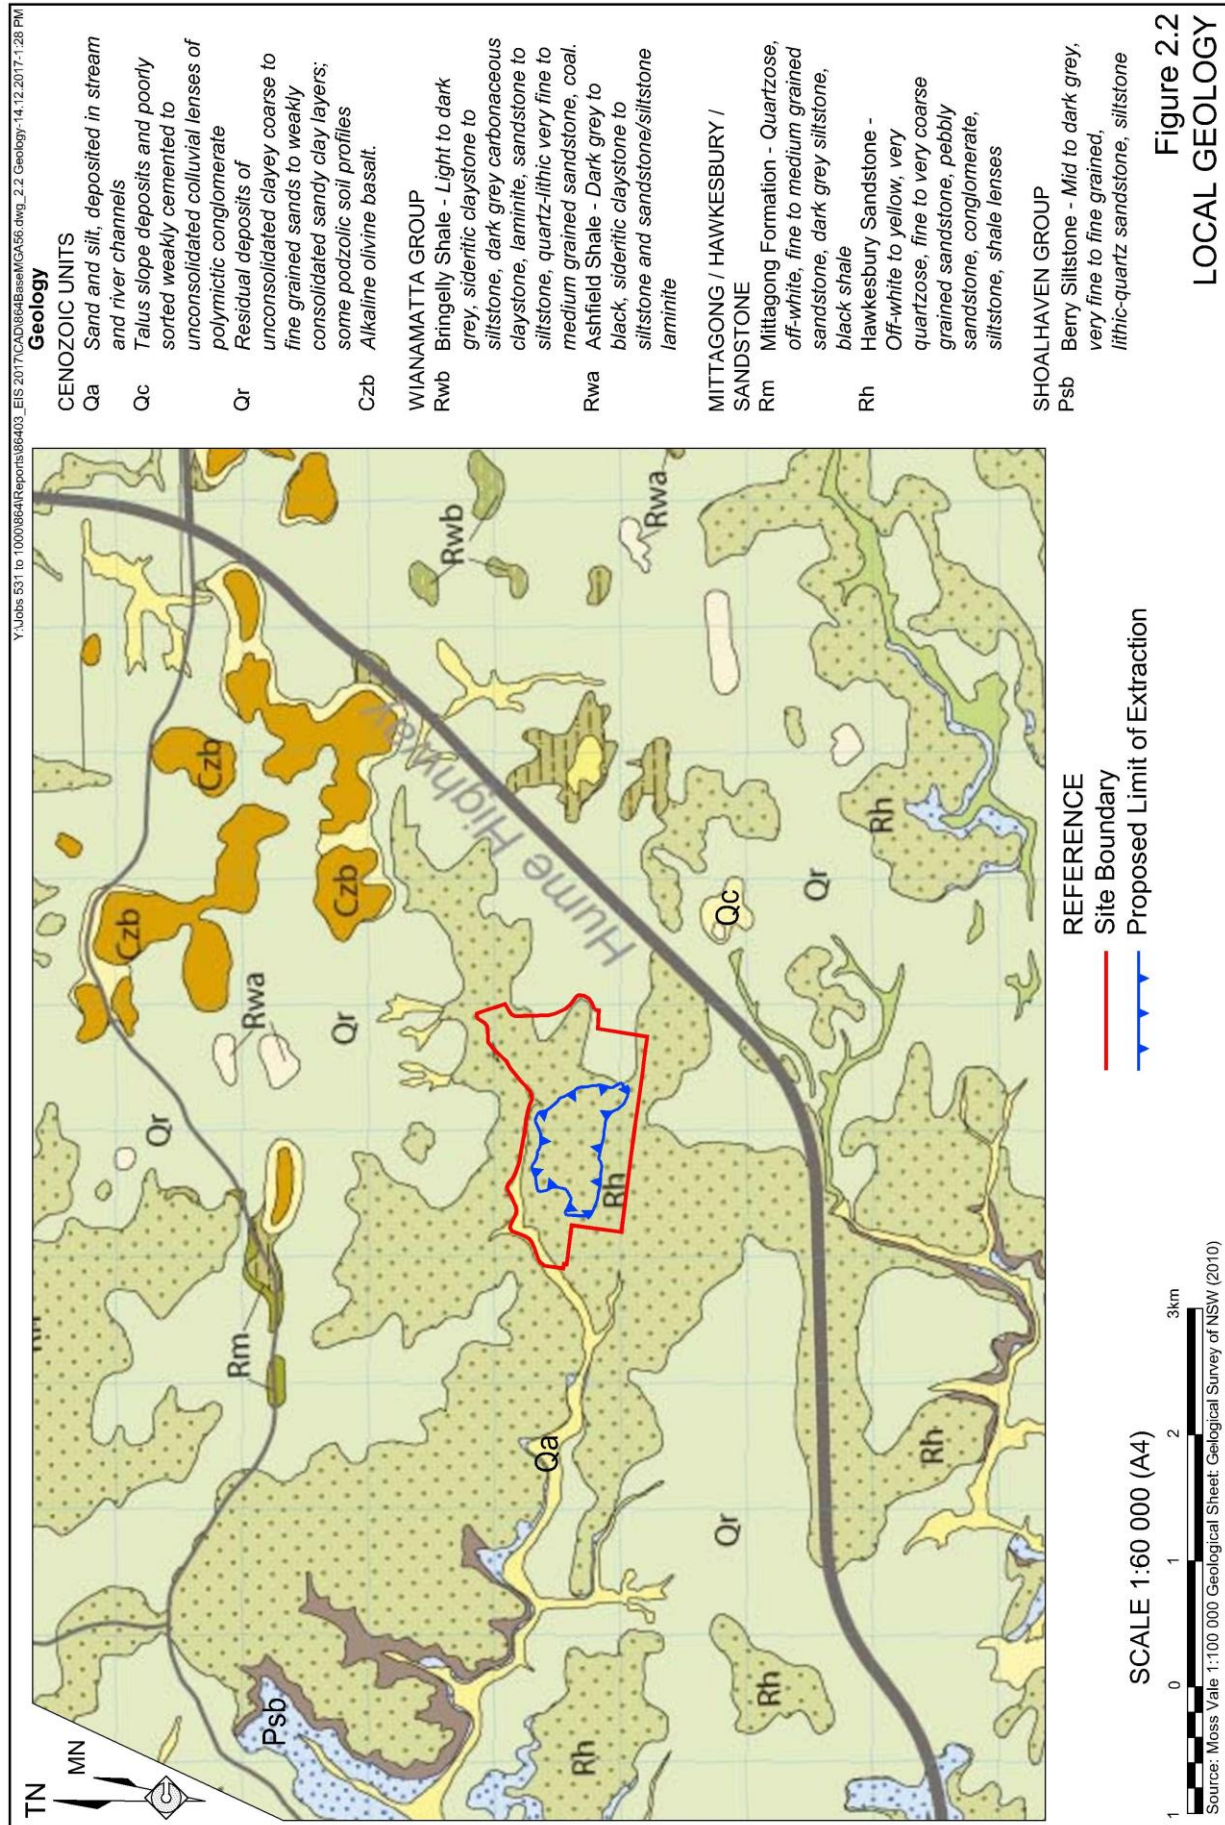 Y:\Jobs 531 to 1000\864\Reports\86403_EIS 2017\CAD\864BaseMGA56.dwg_2.2 Geology-14.12.2017-1:28 PM
TN
MN
Czb
Czb
Czb
Rwa
Qr
Qr
Rm
Psb
Rwb
Rwa
Hume Highway
Qa
Rh
Qc
Qr
Rh
Rh
Qr
Rh
Rh
Geology
CENOZOIC UNITS
Qa Sand and silt, deposited in stream
and river channels
Qc Talus slope deposits and poorly
sorted weakly cemented to
unconsolidated colluvial lenses of
polymictic conglomerate
Qr Residual deposits of
unconsolidated clayey coarse to
fine grained sands to weakly
consolidated sandy clay layers;
some podzolic soil profiles
Czb Alkaline olivine basalt.
WIANAMATTA GROUP
Rwb Bringelly Shale - Light to dark
grey, sideritic claystone to
siltstone, dark grey carbonaceous
claystone, laminite, sandstone to
siltstone, quartz-lithic very fine to
medium grained sandstone, coal.
Rwa Ashfield Shale - Dark grey to
black, sideritic claystone to
siltstone and sandstone/siltstone
laminite
MITTAGONG / HAWKESBURY /
SANDSTONE
Rm Mittagong Formation - Quartzose,
off-white, fine to medium grained
sandstone, dark grey siltstone,
black shale
Rh Hawkesbury Sandstone -
Off-white to yellow, very
quartzose, fine to very coarse
grained sandstone, pebbly
sandstone, conglomerate,
siltstone, shale lenses
SHOALHAVEN GROUP
Psb Berry Siltstone - Mid to dark grey,
very fine to fine grained,
lithic-quartz sandstone, siltstone
REFERENCE
Site Boundary
Proposed Limit of Extraction
SCALE 1:60 000 (A4)
1 0 1 2 3km
Source: Moss Vale 1:100 000 Geological Sheet: Gelogical Survey of NSW (2010)
Figure 2.2
LOCAL GEOLOGY